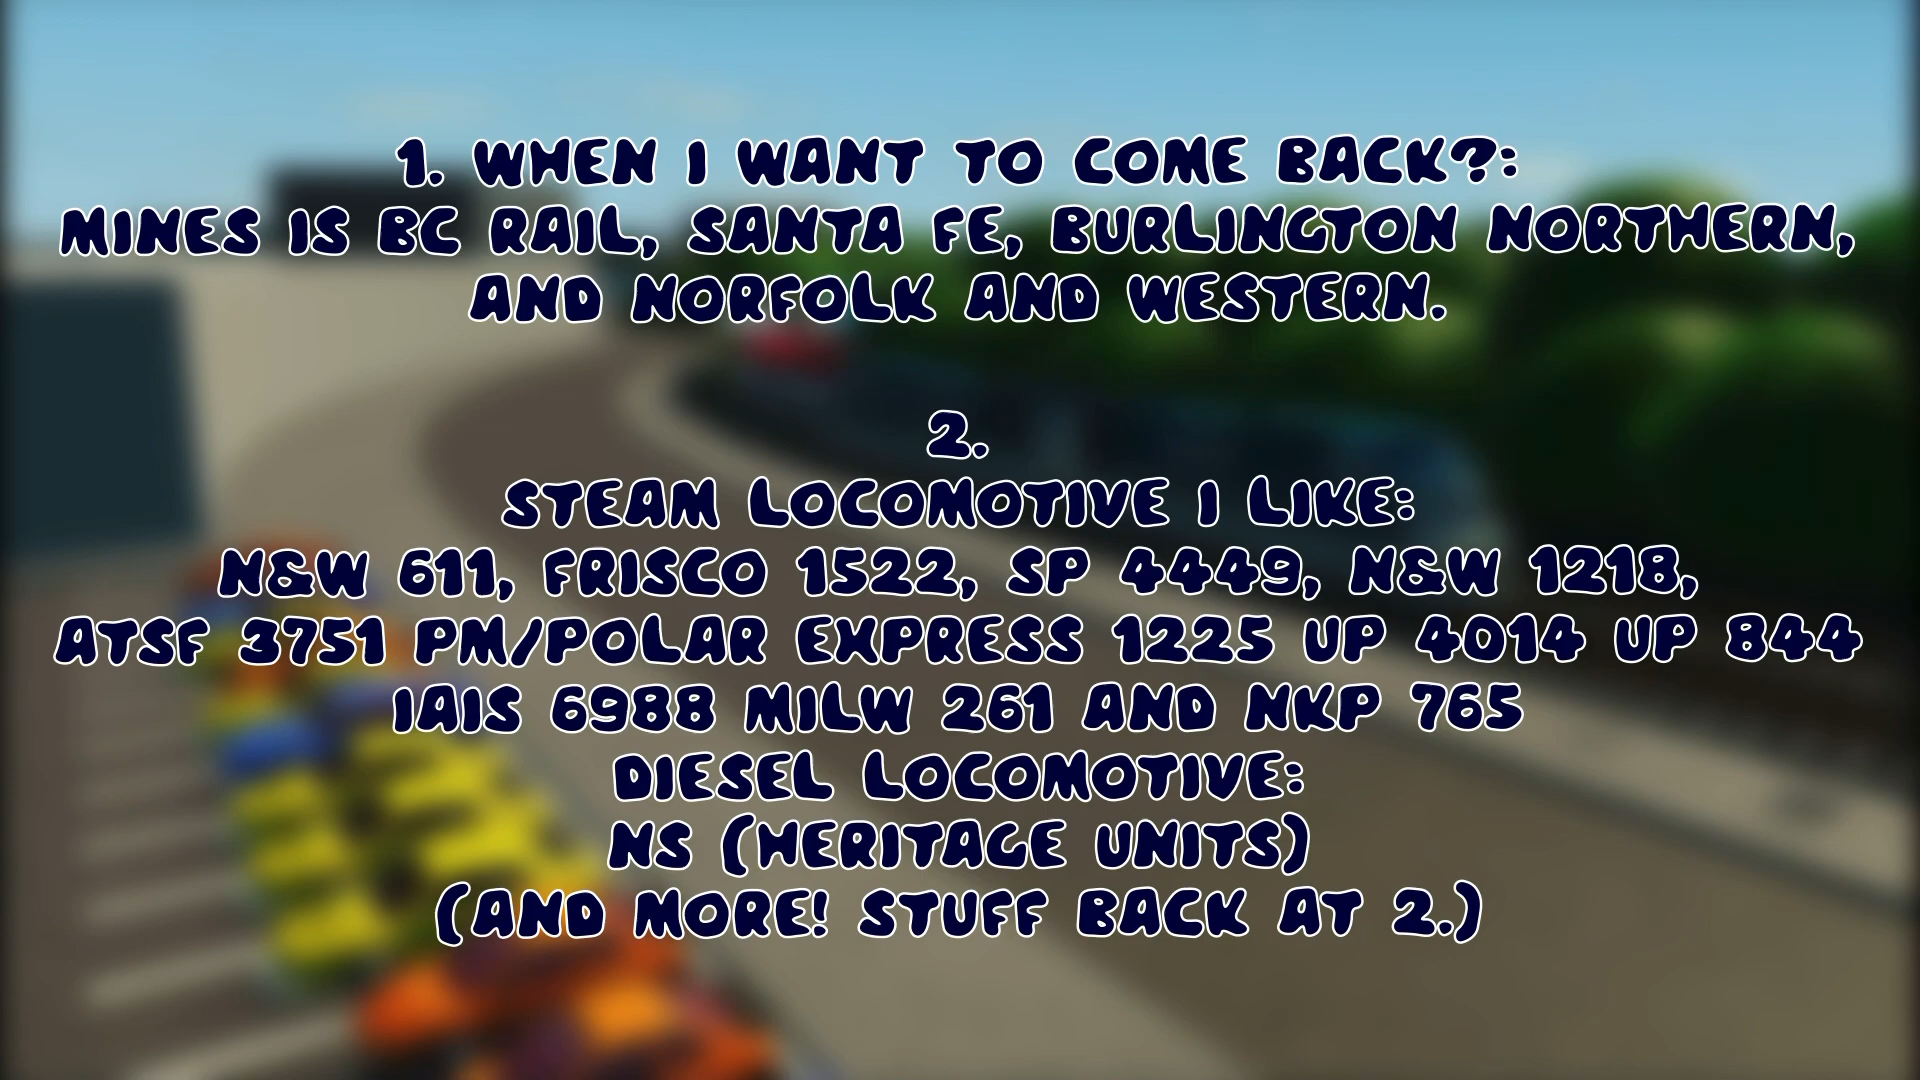 1. WHEN I WANT TO COME BACK?:
MINES IS BC RAIL, SANTA FE, BURLINGTON NORTHERN,
AND NORFOLK AND WESTERN.
2.
STEAM LOCOMOTIVE I LIKE:
N&W 611, FRISCO 1522, SP 4449, N&W 1218,
ATSF 3751 PM/POLAR EXPRESS 1225 UP 4014 UP 844
IAIS 6988 MILW 261 AND NKP 765
DIESEL LOCOMOTIVE:
NS (HERITAGE UNITS)
(AND MORE! STUFF BACK AT 2.)